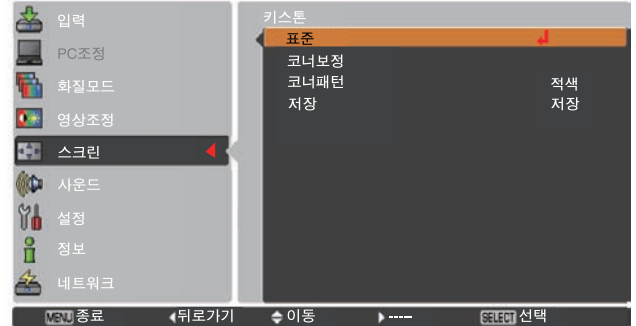 입력
PC조정
화질모드
영상조정
스크린
사운드
설정
정보
네트워크
키스톤
표준
코너보정
코너패턴 적색
저장 저장
MENU 종료 뒤로가기 이동 ----- SELECT 선택